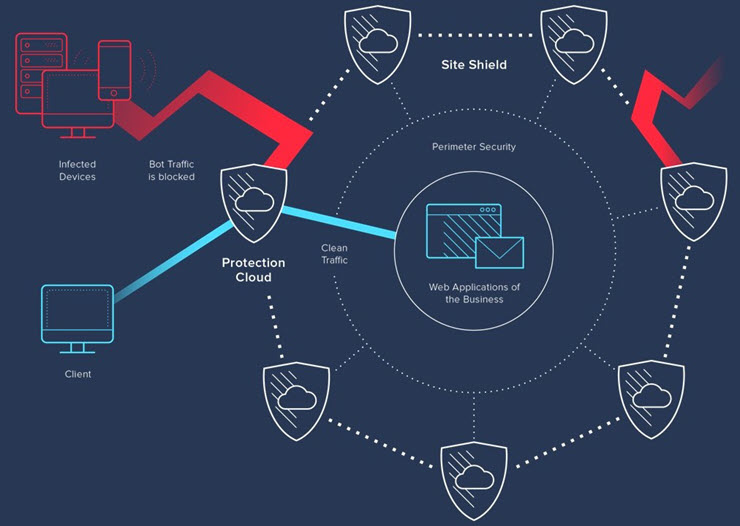 Site Shield
Perimeter Security
Infected
Devices
Bot Traffic
is blocked
Protection
Cloud
Clean
Traffic
Web Applications of
the Business
Client